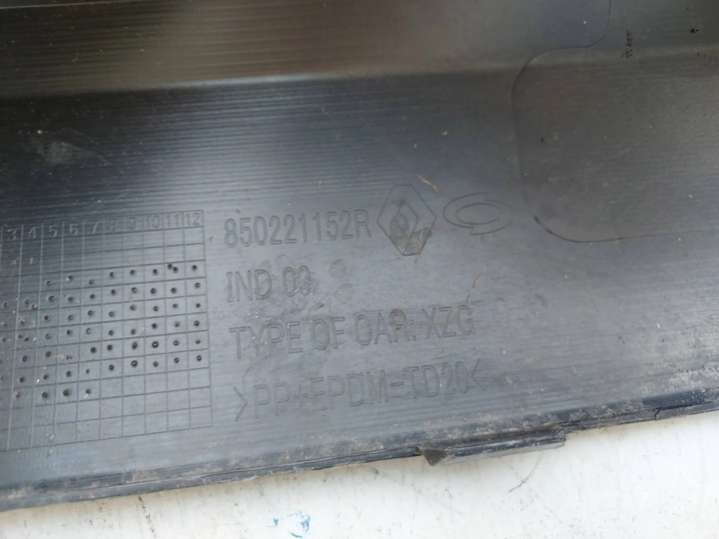 3 4 5 6 7 8 9 10 11 12
850221152R
IND 03
TYPE OF CAR: XZG
>PP+EPDM-TD20<